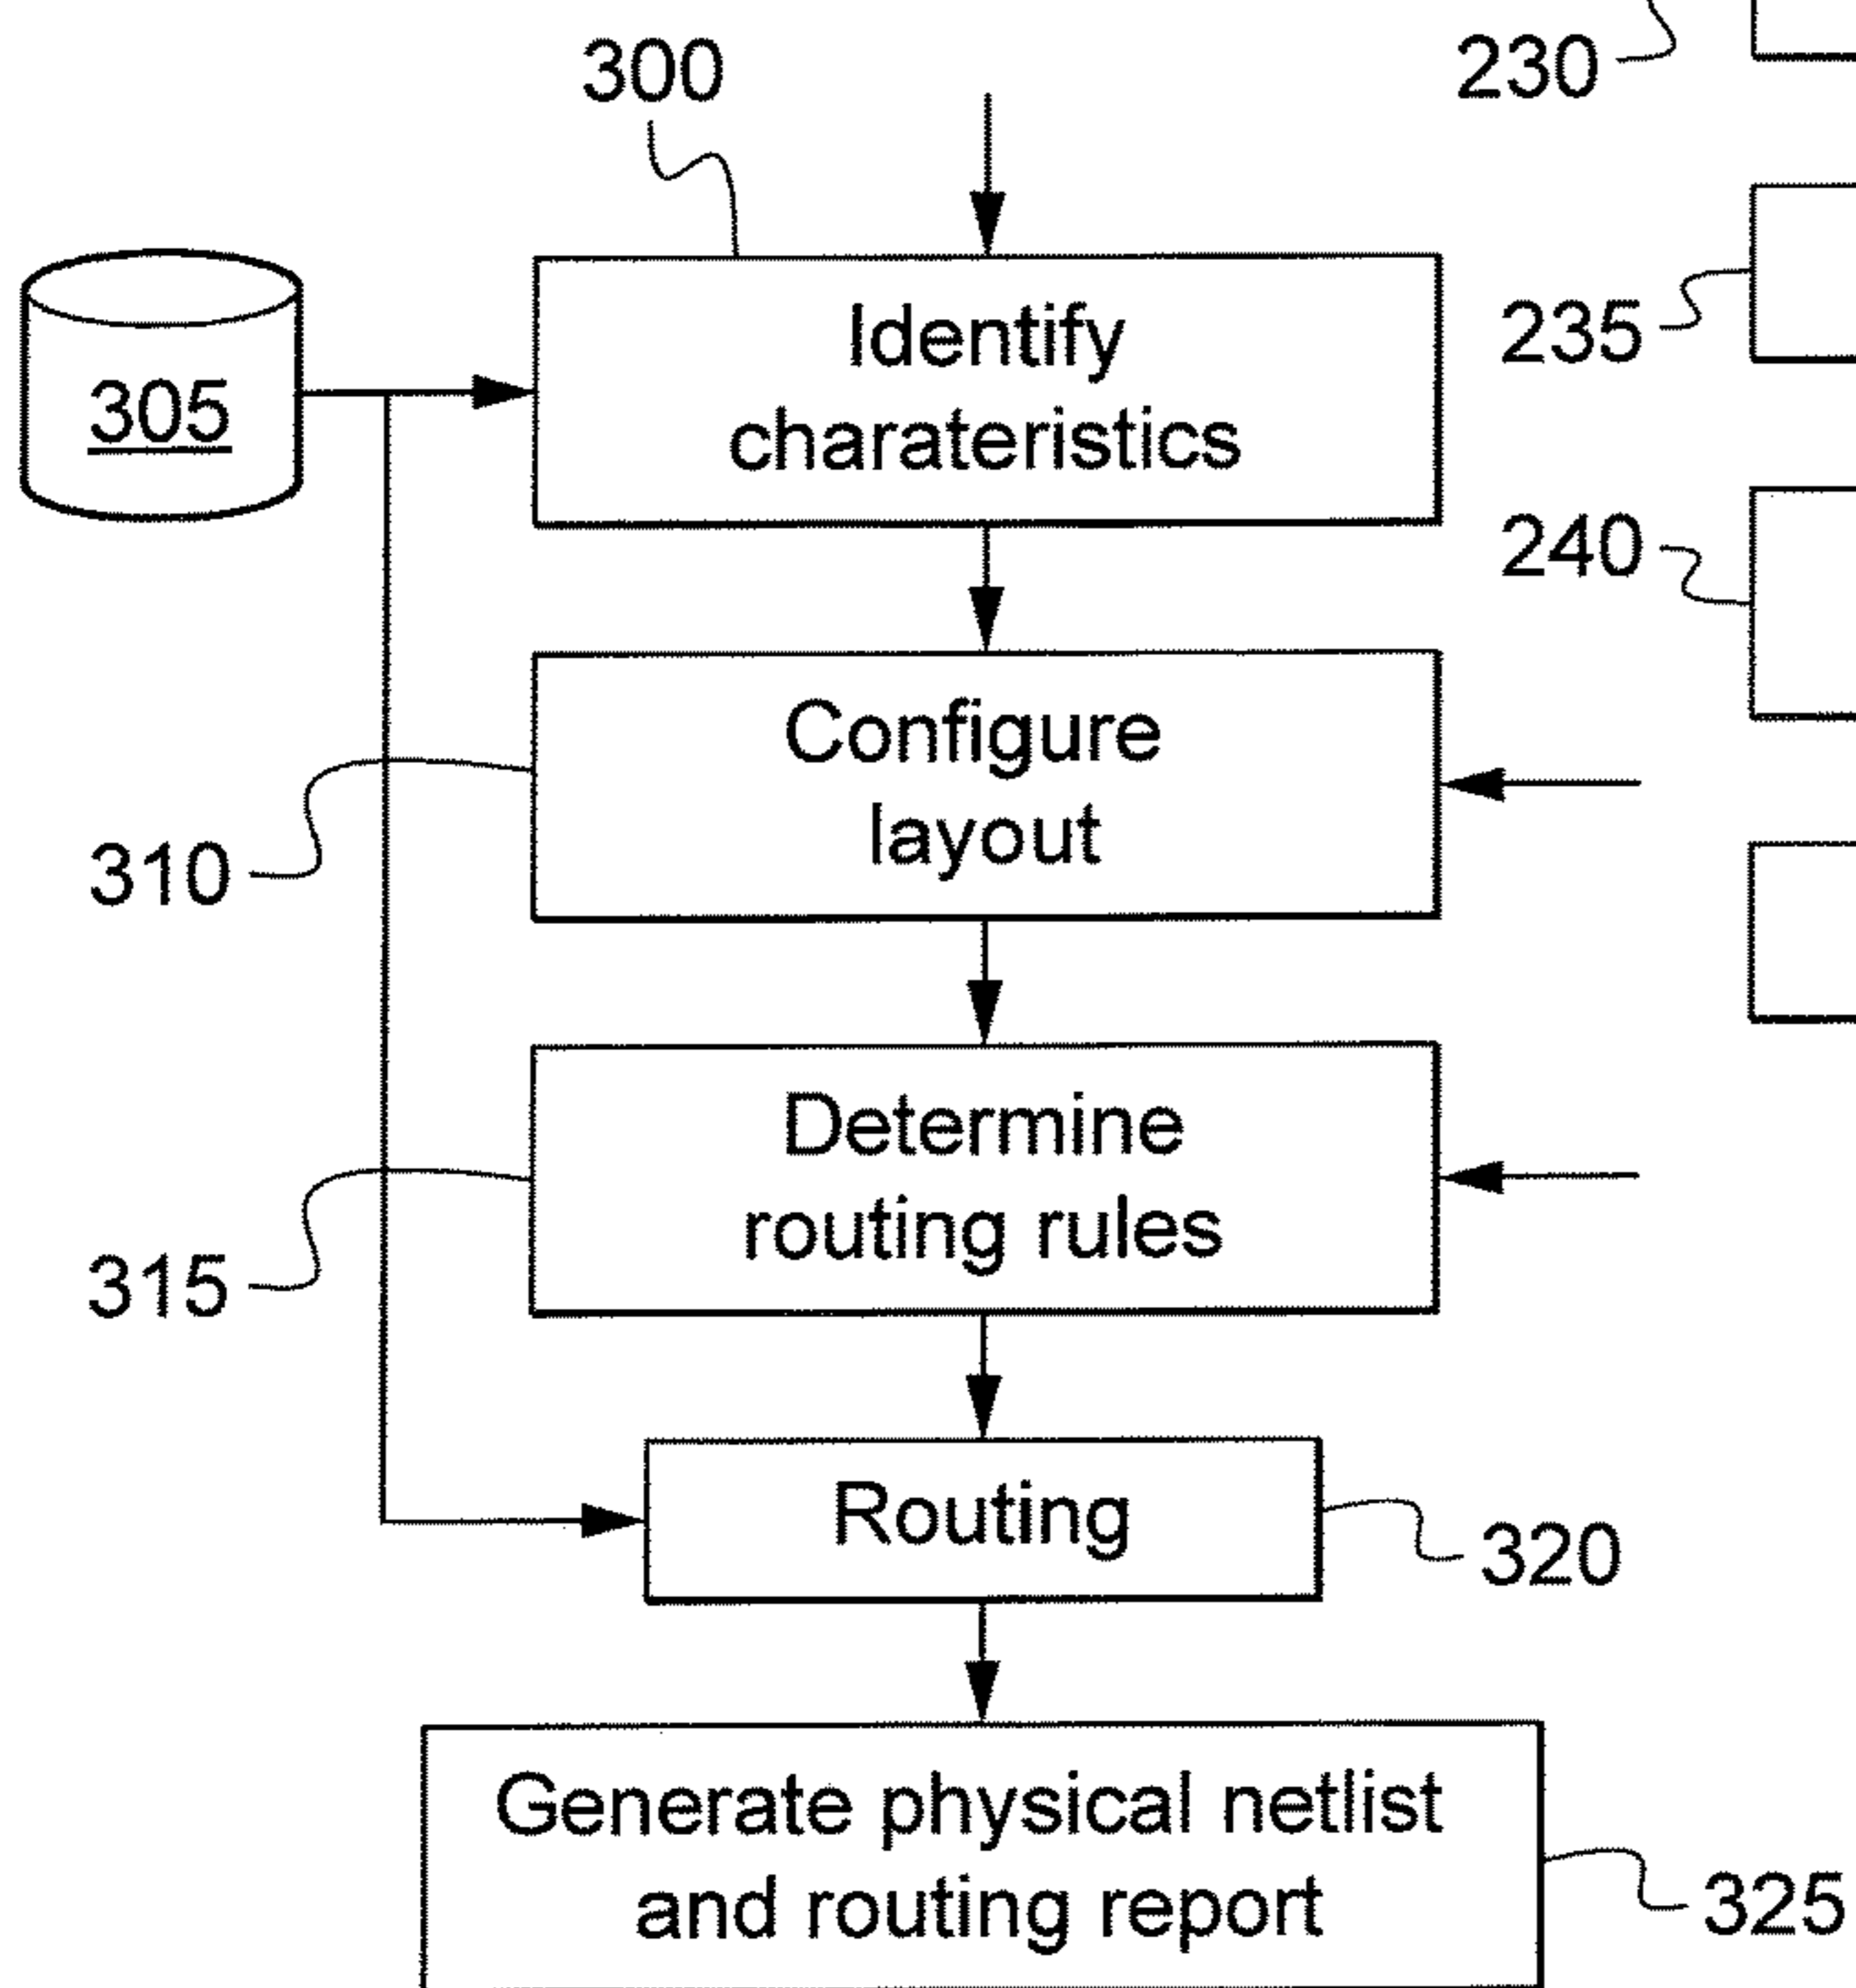 300
230
305
Identify
charateristics
235
240
Configure
layout
310
Determine
routing rules
315
Routing
320
Generate physical netlist
and routing report
325